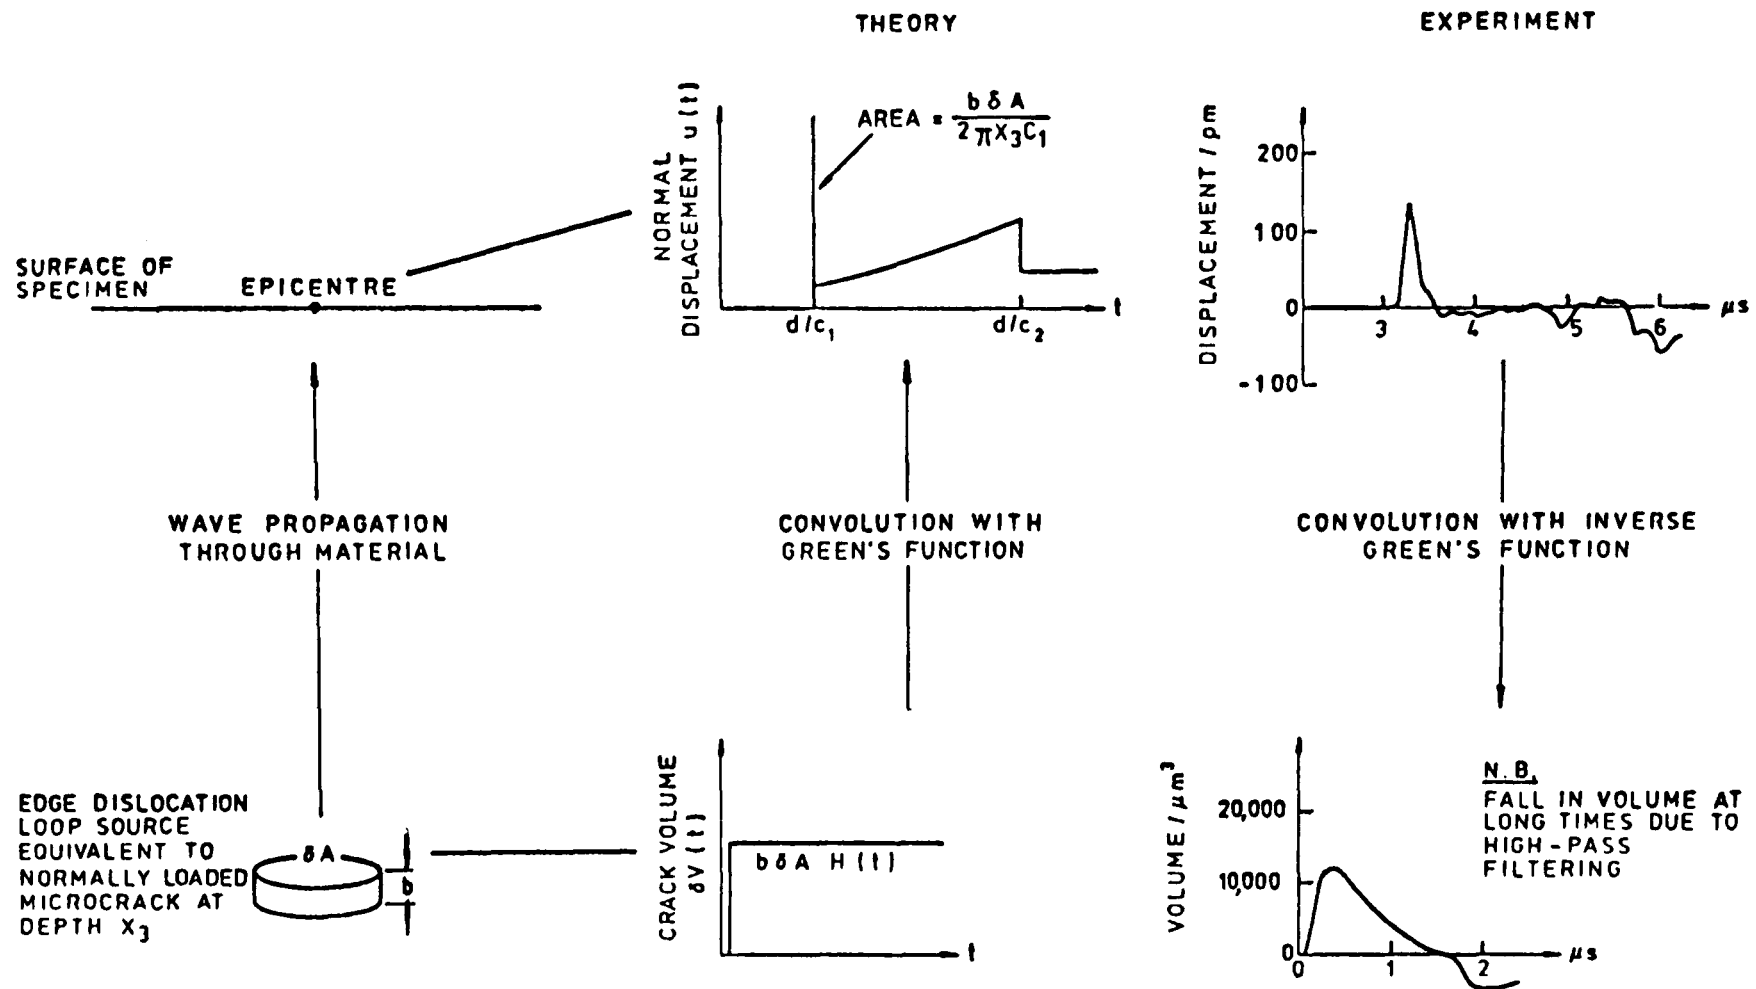 THEORY
EXPERIMENT
NORMAL
DISPLACEMENT u(t)
AREA = bδA / 2πX₃C₁
d/c₁
d/c₂
t
DISPLACEMENT / pm
200
100
0
-100
3
4
5
6
μs
SURFACE OF
SPECIMEN
EPICENTRE
WAVE PROPAGATION
THROUGH MATERIAL
CONVOLUTION WITH
GREEN'S FUNCTION
CONVOLUTION WITH INVERSE
GREEN'S FUNCTION
EDGE DISLOCATION
LOOP SOURCE
EQUIVALENT TO
NORMALLY LOADED
MICROCRACK AT
DEPTH X₃
δA
b
CRACK VOLUME
δV(t)
bδA H(t)
t
VOLUME / μm³
20,000
10,000
0
0
1
2
μs
N.B.
FALL IN VOLUME AT
LONG TIMES DUE TO
HIGH-PASS
FILTERING